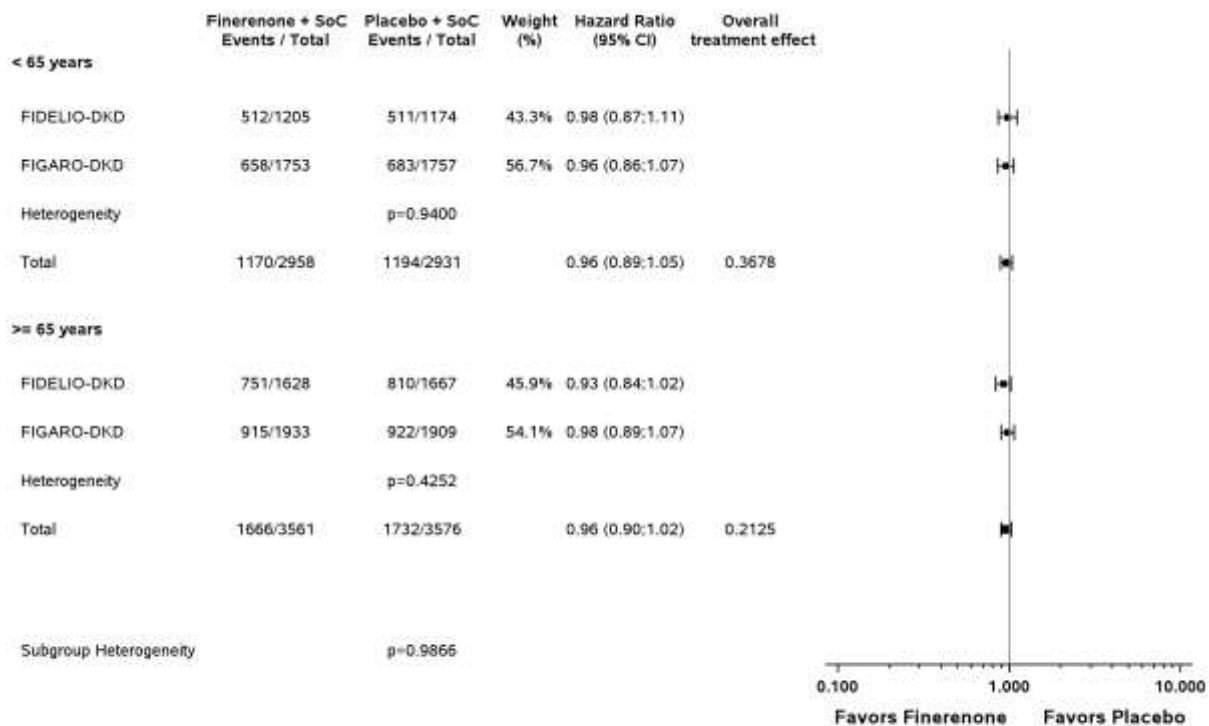 Finerenone + SoC Placebo + SoC Weight Hazard Ratio Overall
Events / Total Events / Total (%) (95% CI) treatment effect
< 65 years
FIDELIO-DKD 512/1205 511/1174 43.3% 0.98 (0.87;1.11)
FIGARO-DKD 658/1753 683/1757 56.7% 0.96 (0.86;1.07)
Heterogeneity p=0.9400
Total 1170/2958 1194/2931 0.96 (0.89;1.05) 0.3678
>= 65 years
FIDELIO-DKD 751/1628 810/1667 45.9% 0.93 (0.84;1.02)
FIGARO-DKD 915/1933 922/1909 54.1% 0.98 (0.89;1.07)
Heterogeneity p=0.4252
Total 1666/3561 1732/3576 0.96 (0.90;1.02) 0.2125
Subgroup Heterogeneity p=0.9866
0.100 1.000 10.000
Favors Finerenone Favors Placebo